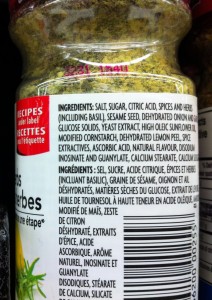 RECIPES
under label
RECETTES
sous l'étiquette
INGREDIENTS: SALT, SUGAR, CITRIC ACID, SPICES AND HERBS
(INCLUDING BASIL), SESAME SEED, DEHYDRATED ONION AND
GLUCOSE SOLIDS, YEAST EXTRACT, HIGH OLEIC SUNFLOWER OIL,
MODIFIED CORNSTARCH, DEHYDRATED LEMON PEEL, SPICE
EXTRACTIVES, ASCORBIC ACID, NATURAL FLAVOUR, DISODIUM
INOSINATE AND GUANYLATE, CALCIUM STEARATE, CALCIUM
INGRÉDIENTS: SEL, SUCRE, ACIDE CITRIQUE, ÉPICES ET HERBES
(INCLUANT BASILIC), GRAINE DE SÉSAME, OIGNON ET AIL
DÉSHYDRATÉS, MATIÈRES SÈCHES DU GLUCOSE, EXTRAIT DE
HUILE DE TOURNESOL À HAUTE TENEUR EN ACIDE OLÉIQUE,
MODIFIÉ DE MAÏS, ZESTE
DE CITRON
DÉSHYDRATÉ, EXTRAITS
D'ÉPICE, ACIDE
ASCORBIQUE, ARÔME
NATUREL, INOSINATE ET
GUANYLATE
DISODIQUES, STÉARATE
DE CALCIUM, SILICATE
os
erbes
me étape*